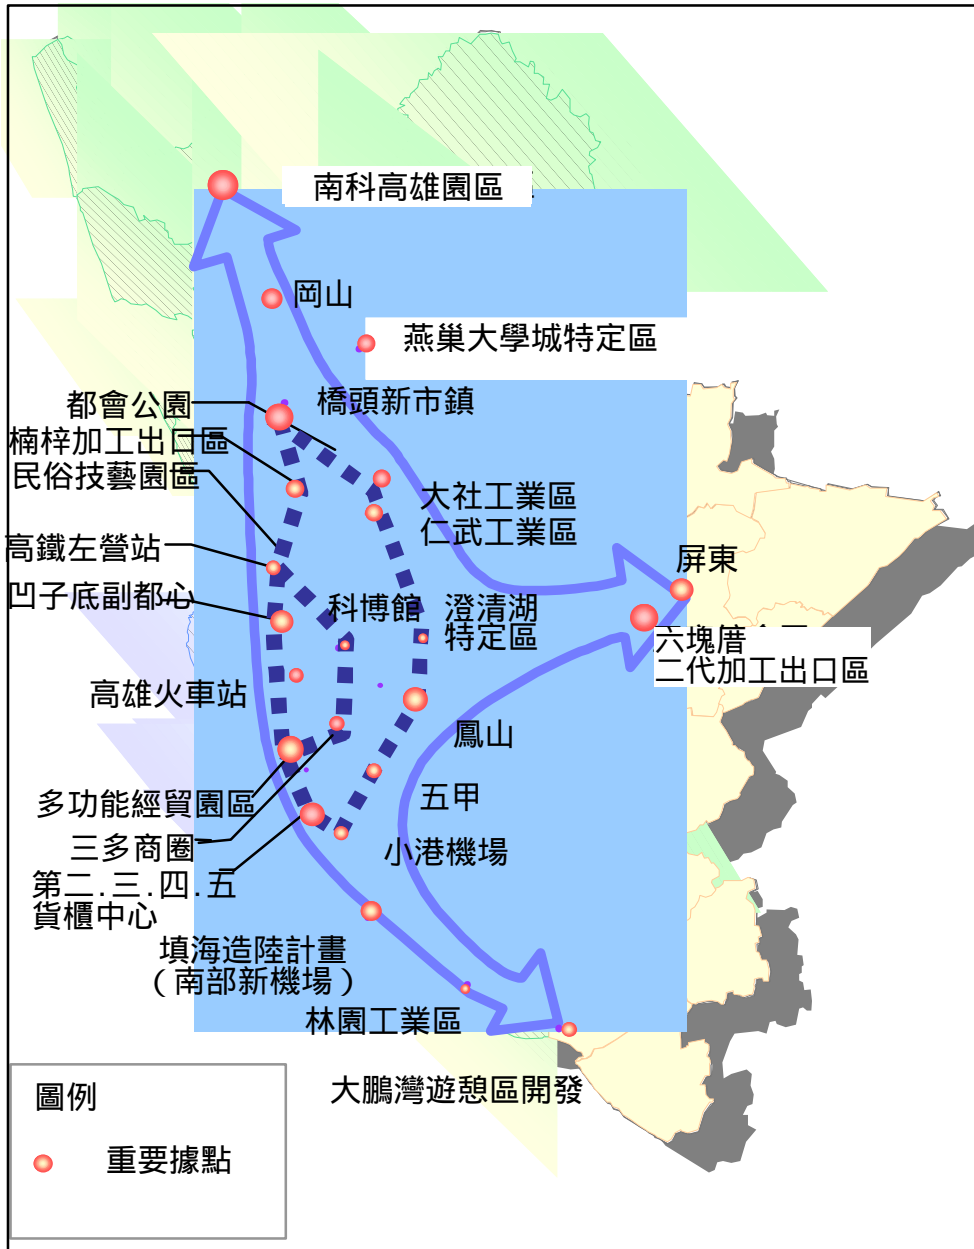 南科高雄園區
岡山
燕巢大學城特定區
橋頭新市鎮
都會公園
楠梓加工出口區
民俗技藝園區
大社工業區
仁武工業區
高鐵左營站
屏東
凹子底副都心
科博館
澄清湖
特定區
六塊厝
二代加工出口區
高雄火車站
鳳山
多功能經貿園區
五甲
三多商圈
小港機場
第二.三.四.五
貨櫃中心
填海造陸計畫
(南部新機場)
林園工業區
大鵬灣遊憩區開發
圖例
重要據點